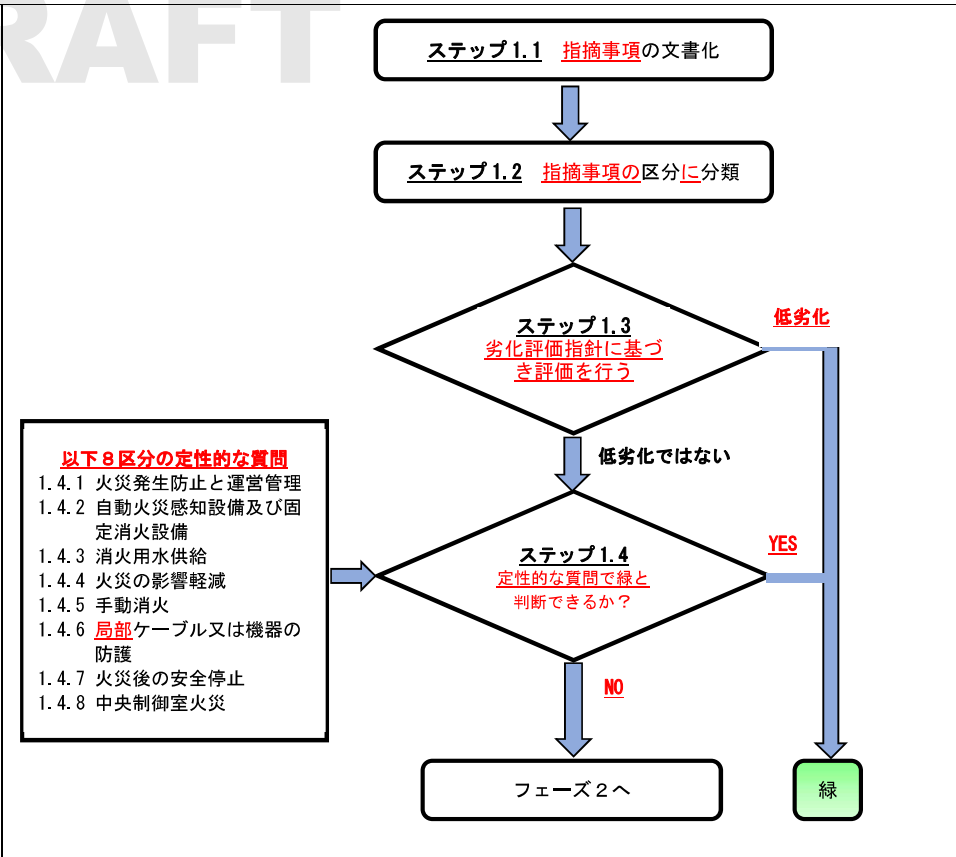 RAFT
ステップ1.1 指摘事項の文書化
ステップ1.2 指摘事項の区分に分類
ステップ1.3
劣化評価指針に基づ
き評価を行う
低劣化
低劣化ではない
以下８区分の定性的な質問
1.4.1 火災発生防止と運営管理
1.4.2 自動火災感知設備及び固
定消火設備
1.4.3 消火用水供給
1.4.4 火災の影響軽減
1.4.5 手動消火
1.4.6 局部ケーブル又は機器の
防護
1.4.7 火災後の安全停止
1.4.8 中央制御室火災
ステップ1.4
定性的な質問で緑と
判断できるか？
YES
NO
フェーズ２へ
緑